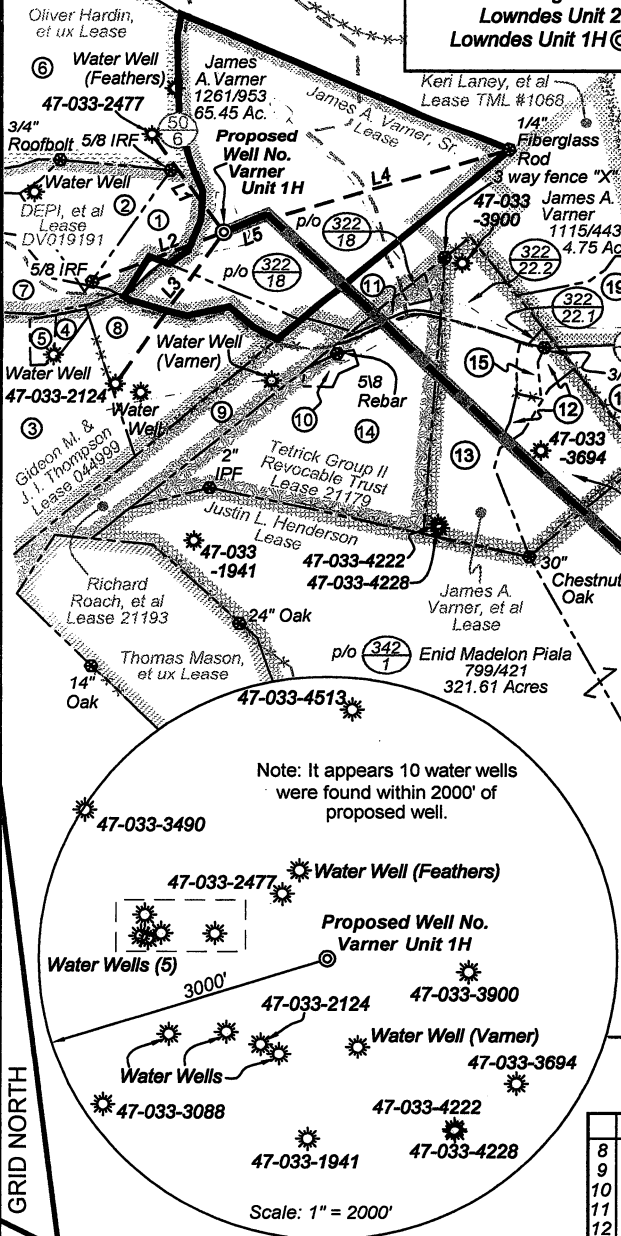 Oliver Hardin,
et ux Lease
Lowndes Unit 2
Lowndes Unit 1H
6
Water Well
(Feathers)
47-033-2477
James
A. Varner
1261/953
65.45 Ac.
James A. Varner, Sr.
Lease
Keri Laney, et al
Lease TML #1068
3/4"
Roofbolt
5/8 IRF
50
6
Proposed
Well No.
Varner
Unit 1H
1/4"
Fiberglass
Rod
3 way fence "X"
Water Well
2
DEPI, et al
Lease
DV019191
1
L1
L2
L3
L4
L5
47-033
-3900
James A.
Varner
1115/443
4.75 Ac
p/o 322
18
p/o 322
18
322
22.2
322
22.1
19
5/8 IRF
7
11
5
4
8
Water Well
(Varner)
Water Well
47-033-2124
Water
Well
5\8
Rebar
15
12
3/
1
3
9
10
14
13
47-033
-3694
Gideon M. &
J. I. Thompson
Lease 044999
2"
IPF
Tetrick Group II
Revocable Trust
Lease 21179
Justin L. Henderson
Lease
47-033
-1941
47-033-4222
47-033-4228
30"
Chestnut
Oak
Richard
Roach, et al
Lease 21193
24" Oak
James A.
Varner, et al
Lease
Thomas Mason,
et ux Lease
14"
Oak
p/o 342
1
Enid Madelon Piala
799/421
321.61 Acres
47-033-4513
Note: It appears 10 water wells
were found within 2000' of
proposed well.
47-033-3490
Water Well (Feathers)
47-033-2477
Proposed Well No.
Varner Unit 1H
Water Wells (5)
3000'
47-033-3900
47-033-2124
Water Well (Varner)
47-033-3694
Water Wells
47-033-3088
47-033-4222
47-033-4228
47-033-1941
Scale: 1" = 2000'
GRID NORTH
8
9
10
11
12